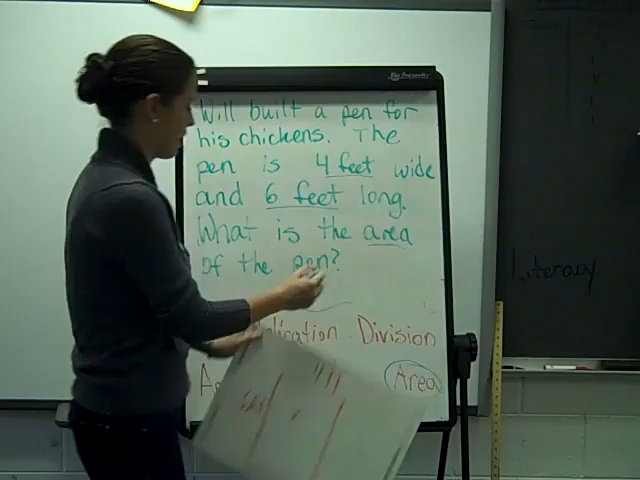 Will built a pen for
his chickens. The
pen is 4 feet wide
and 6 feet long.
What is the area
of the pen?
Division
Area
Literacy